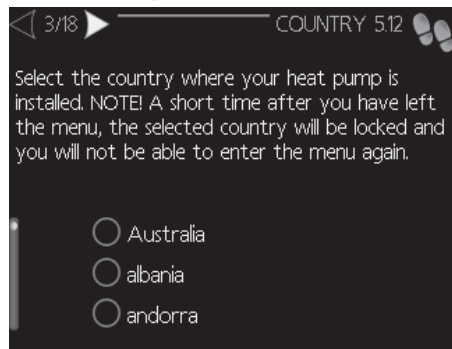 3/18
COUNTRY 5.12
Select the country where your heat pump is
installed. NOTE! A short time after you have left
the menu, the selected country will be locked and
you will not be able to enter the menu again.
Australia
albania
andorra